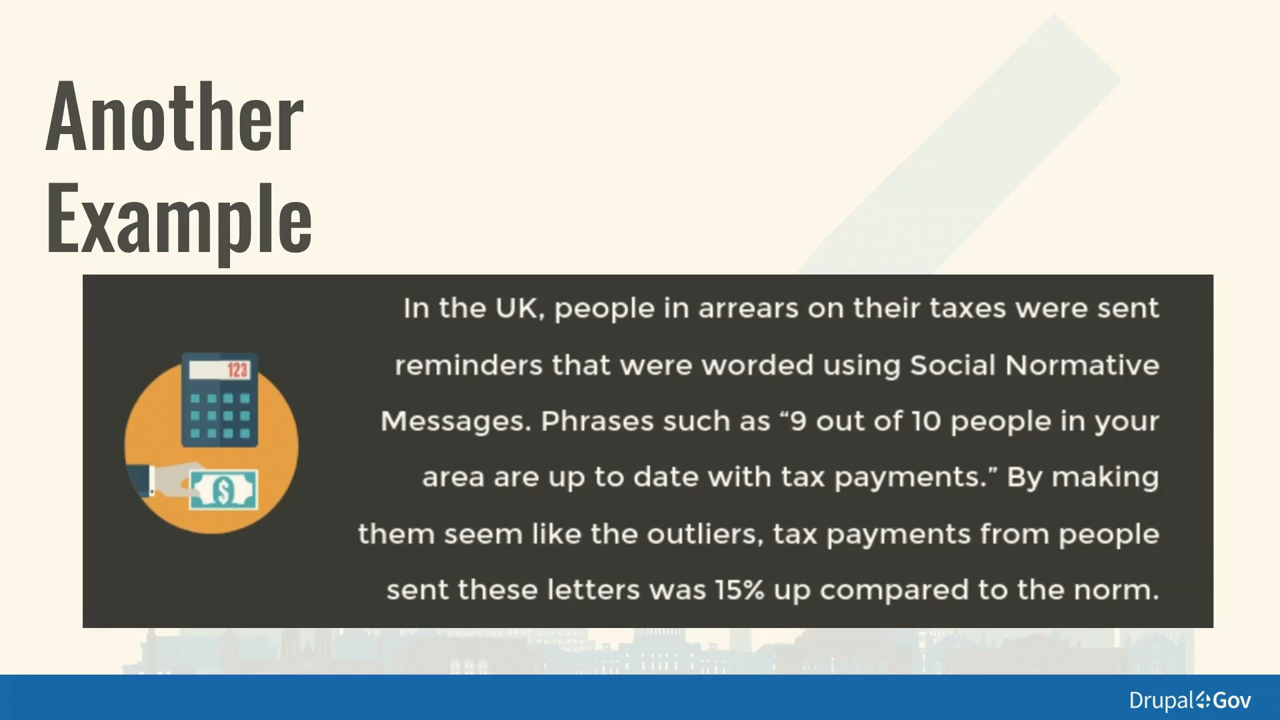 Another
Example
In the UK, people in arrears on their taxes were sent
reminders that were worded using Social Normative
Messages. Phrases such as “9 out of 10 people in your
area are up to date with tax payments.” By making
them seem like the outliers, tax payments from people
sent these letters was 15% up compared to the norm.
123
$
Drupal4Gov